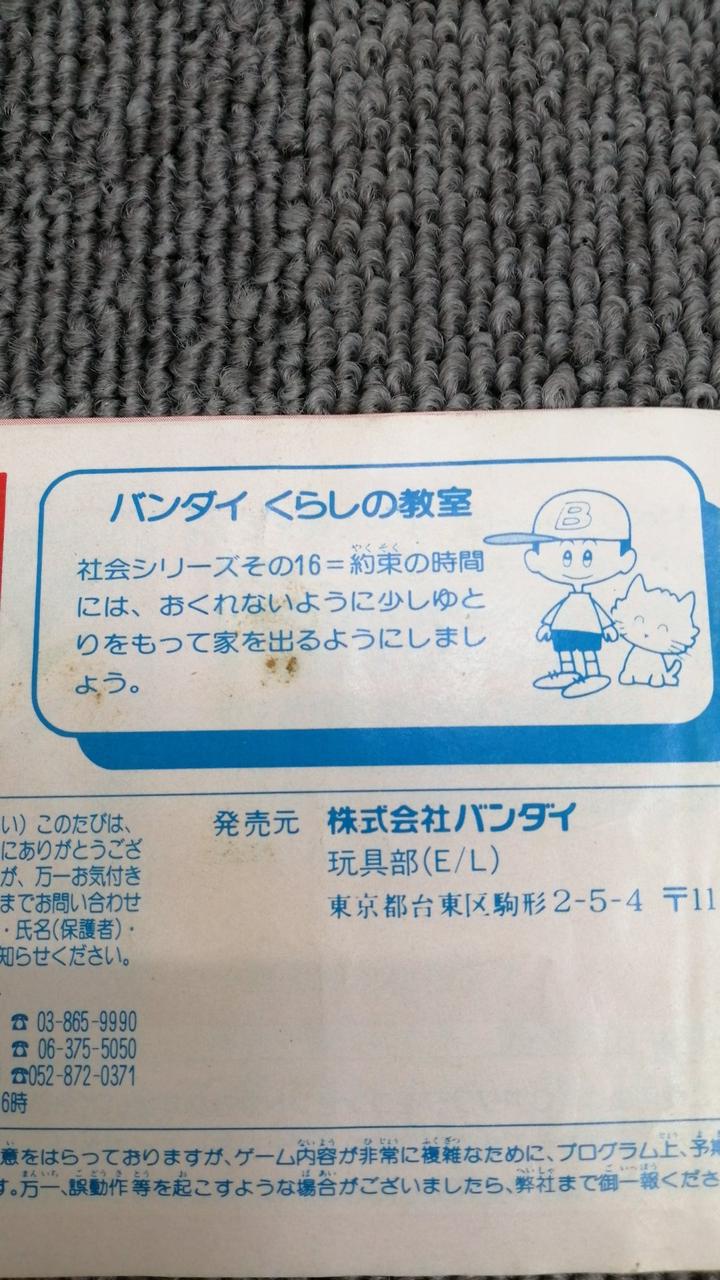 バンダイ くらしの教室
B
社会シリーズその16=約束の時間
には、おくれないように少しゆと
りをもって家を出るようにしまし
ょう。
い）このたびは、
にありがとうござ
が、万一お気付き
までお問い合わせ
・氏名(保護者)・
知らせください。
☎ 03-865-9990
☎ 06-375-5050
☎052-872-0371
6時
発売元 株式会社バンダイ
玩具部(E/L)
東京都台東区駒形2-5-4 〒11
意をはらっておりますが、ゲーム内容が非常に複雑なために、プログラム上、予期
す。万一、誤動作等を起こすような場合がございましたら、弊社まで御一報くださ